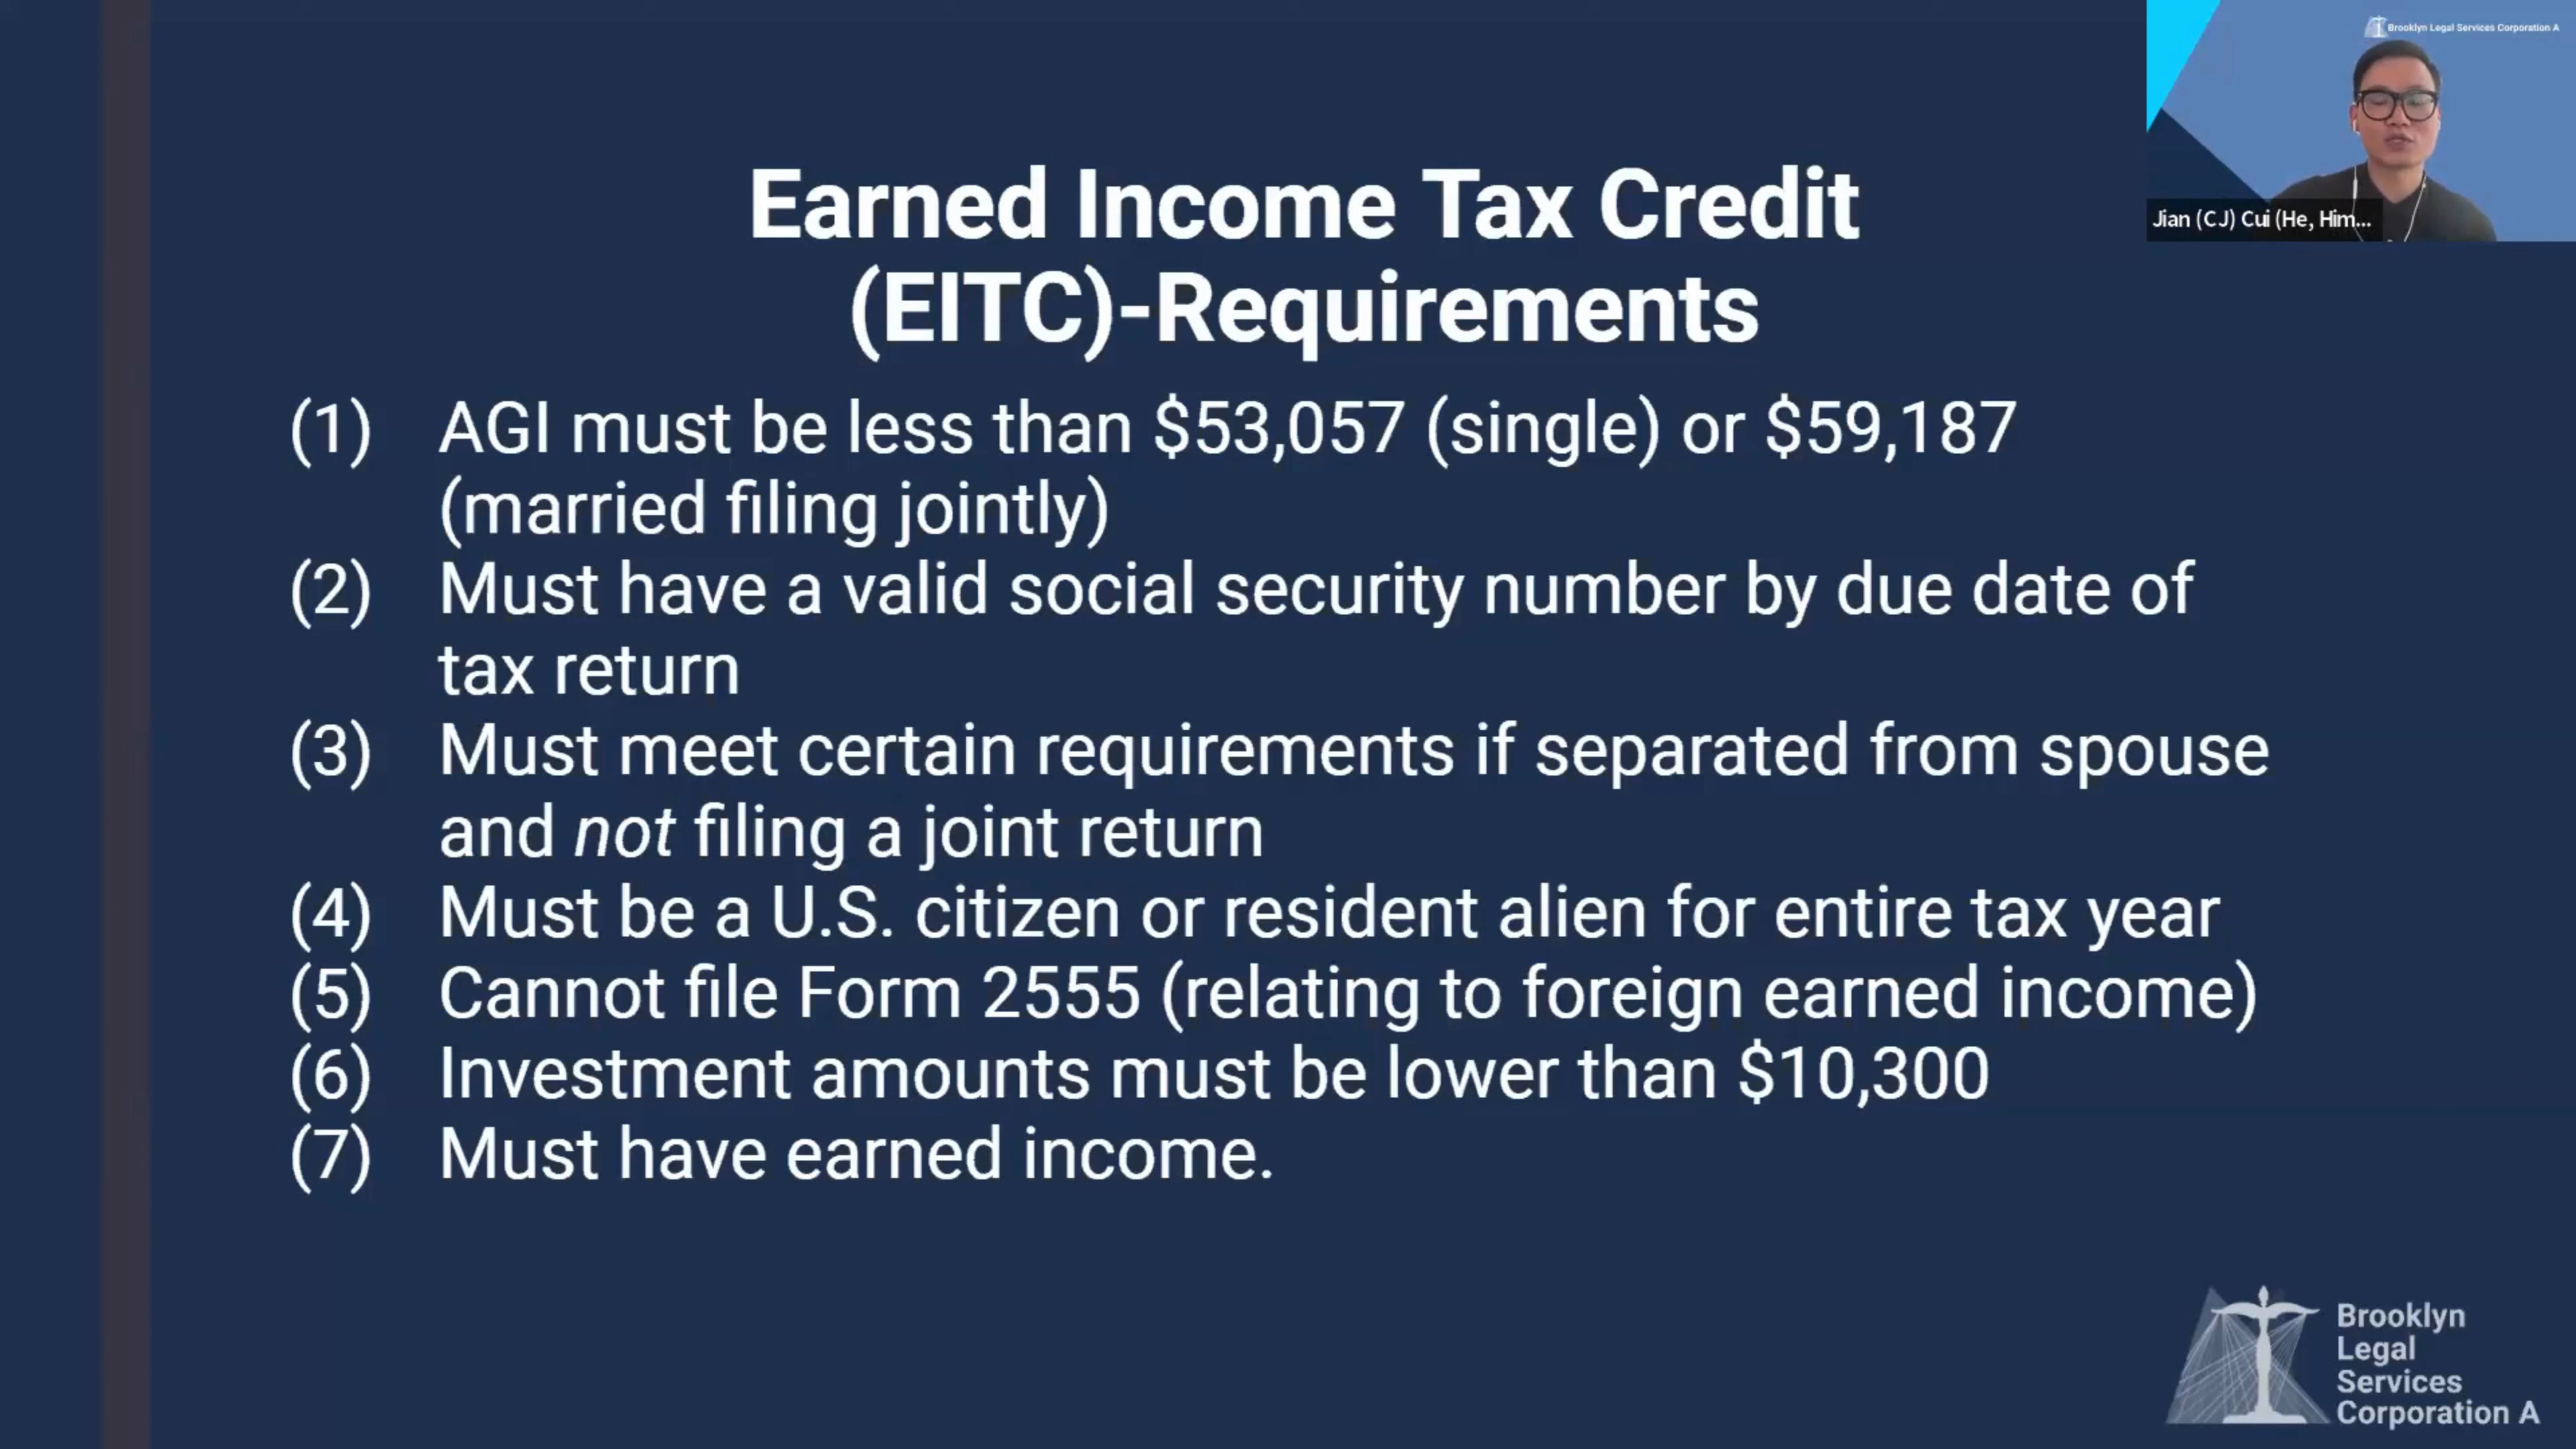 Brooklyn Legal Services Corporation A
Jian (CJ) Cui (He, Him...
Earned Income Tax Credit
(EITC)-Requirements
(1) AGI must be less than $53,057 (single) or $59,187
(married filing jointly)
(2) Must have a valid social security number by due date of
tax return
(3) Must meet certain requirements if separated from spouse
and not filing a joint return
(4) Must be a U.S. citizen or resident alien for entire tax year
(5) Cannot file Form 2555 (relating to foreign earned income)
(6) Investment amounts must be lower than $10,300
(7) Must have earned income.
Brooklyn
Legal
Services
Corporation A